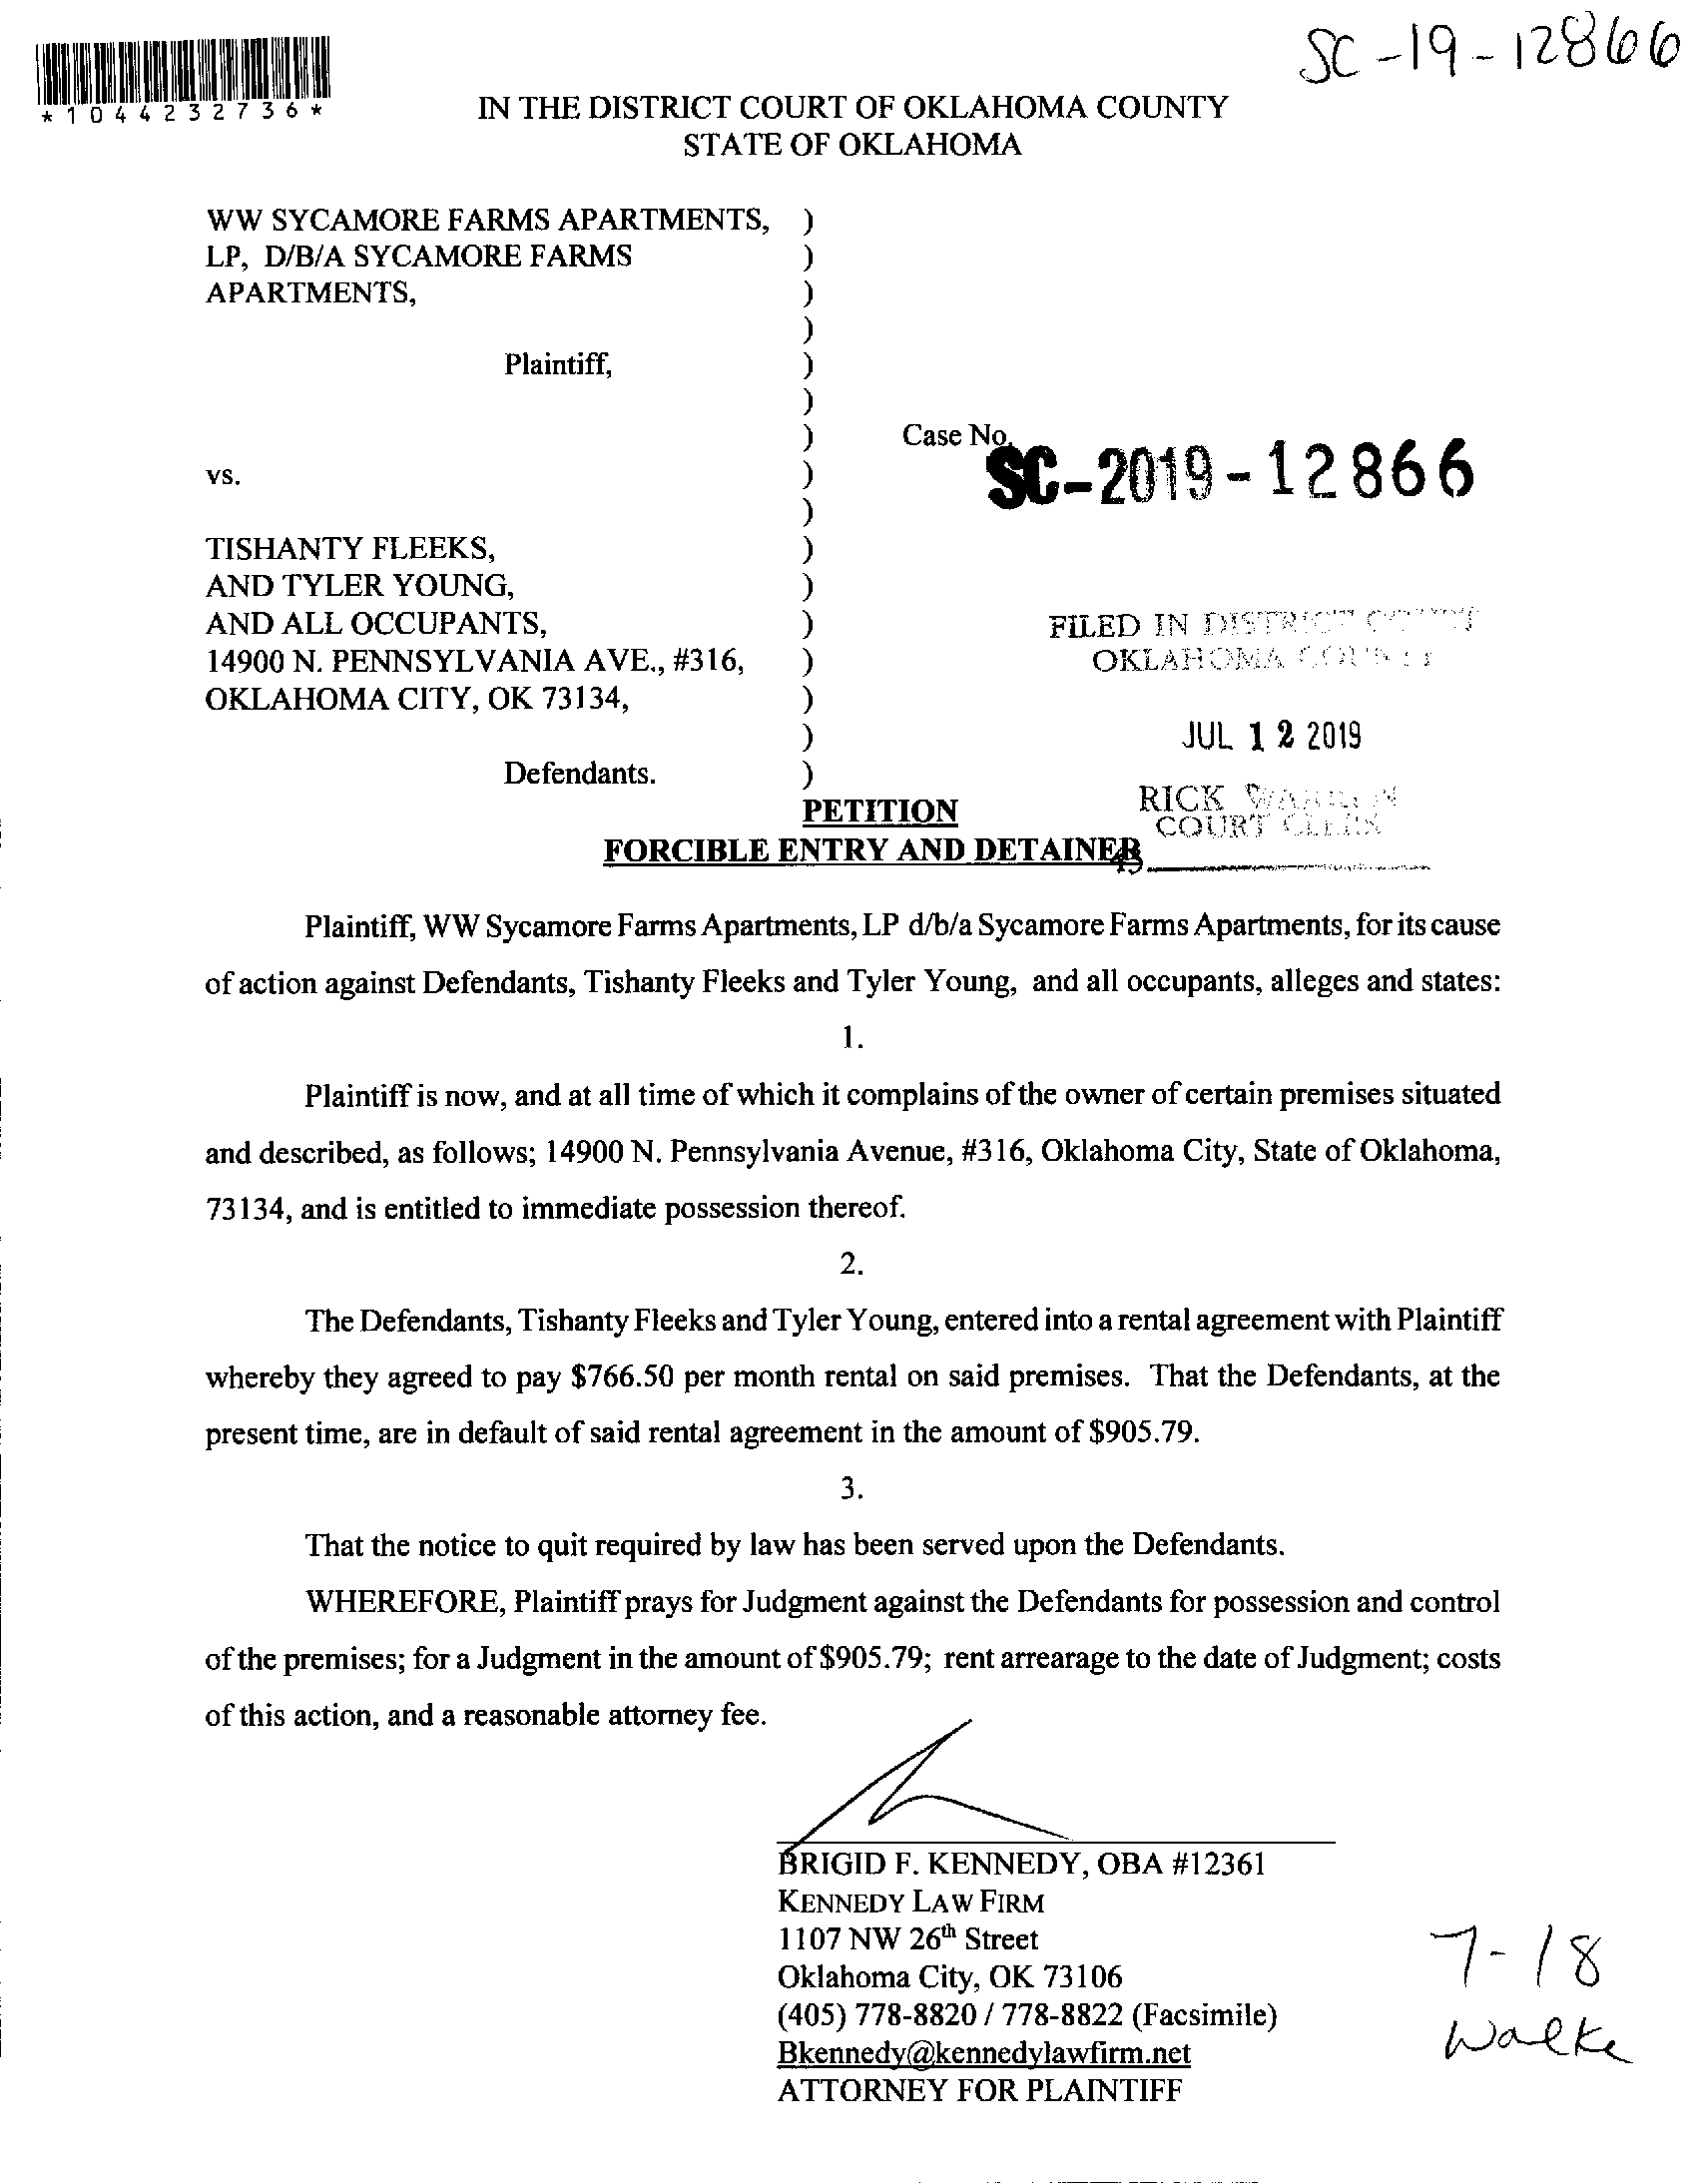 SC-19-12866
*1044232736*
IN THE DISTRICT COURT OF OKLAHOMA COUNTY
STATE OF OKLAHOMA
WW SYCAMORE FARMS APARTMENTS, )
LP, D/B/A SYCAMORE FARMS )
APARTMENTS, )
)
Plaintiff, )
)
) Case No.
SC-2019-12866
vs. )
)
TISHANTY FLEEKS, )
AND TYLER YOUNG, )
AND ALL OCCUPANTS, )
14900 N. PENNSYLVANIA AVE., #316, )
OKLAHOMA CITY, OK 73134, )
)
Defendants. )
FILED IN DISTRICT COURT
OKLAHOMA COUNTY
JUL 12 2019
RICK WARREN
COURT CLERK
43
PETITION
FORCIBLE ENTRY AND DETAINER
Plaintiff, WW Sycamore Farms Apartments, LP d/b/a Sycamore Farms Apartments, for its cause
of action against Defendants, Tishanty Fleeks and Tyler Young, and all occupants, alleges and states:
1.
Plaintiff is now, and at all time of which it complains of the owner of certain premises situated
and described, as follows; 14900 N. Pennsylvania Avenue, #316, Oklahoma City, State of Oklahoma,
73134, and is entitled to immediate possession thereof.
2.
The Defendants, Tishanty Fleeks and Tyler Young, entered into a rental agreement with Plaintiff
whereby they agreed to pay $766.50 per month rental on said premises. That the Defendants, at the
present time, are in default of said rental agreement in the amount of $905.79.
3.
That the notice to quit required by law has been served upon the Defendants.
WHEREFORE, Plaintiff prays for Judgment against the Defendants for possession and control
of the premises; for a Judgment in the amount of $905.79; rent arrearage to the date of Judgment; costs
of this action, and a reasonable attorney fee.
BRIGID F. KENNEDY, OBA #12361
KENNEDY LAW FIRM
1107 NW 26th Street
Oklahoma City, OK 73106
(405) 778-8820 / 778-8822 (Facsimile)
Bkennedy@kennedylawfirm.net
ATTORNEY FOR PLAINTIFF
7-18
Walke